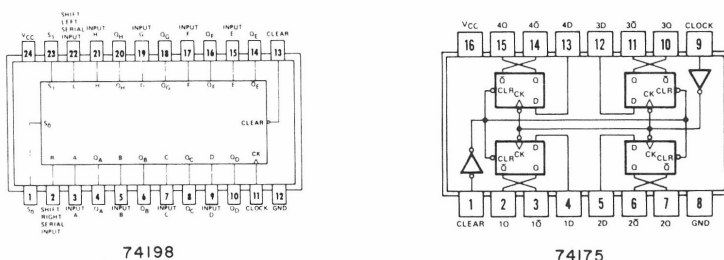 SHIFT
LEFT
VCC S1 SERIAL INPUT QH INPUT QG INPUT QF INPUT QE CLEAR
INPUT H G F E
24 23 22 21 20 19 18 17 16 15 14 13
S1 L H QH G QG F QF E QE
S0 CLEAR
R A QA B QB C QC D QD CK
1 2 3 4 5 6 7 8 9 10 11 12
S0 SHIFT INPUT QA INPUT QB INPUT QC INPUT QD CLOCK GND
RIGHT A B C D
SERIAL
INPUT
74198
VCC 4Q 4Q̅ 4D 3D 3Q̅ 3Q CLOCK
16 15 14 13 12 11 10 9
Q̅ Q Q Q̅
CLR CK D D CK CLR
CLR CK D D CK CLR
Q Q̅ Q̅ Q
1 2 3 4 5 6 7 8
CLEAR 1Q 1Q̅ 1D 2D 2Q̅ 2Q GND
74175